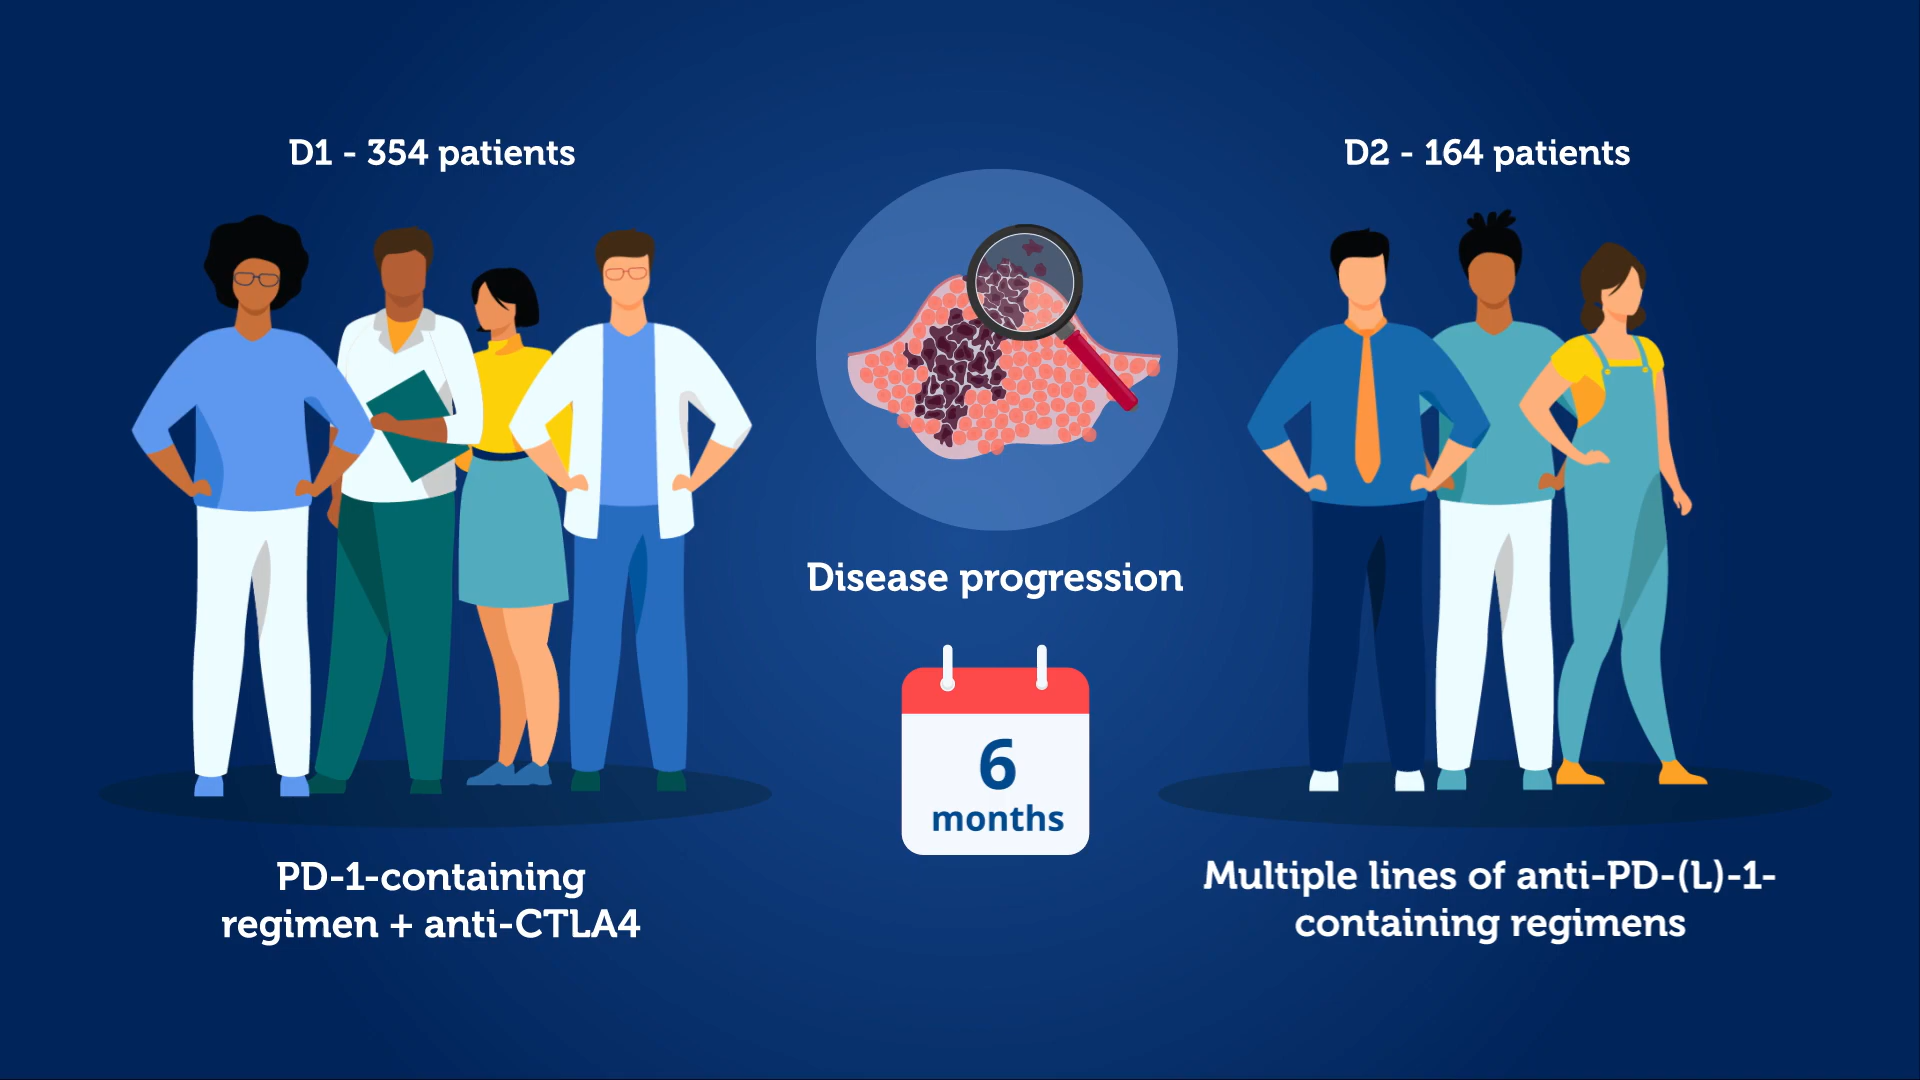 D1 - 354 patients
PD-1-containing
regimen + anti-CTLA4
Disease progression
6
months
D2 - 164 patients
Multiple lines of anti-PD-(L)-1-
containing regimens